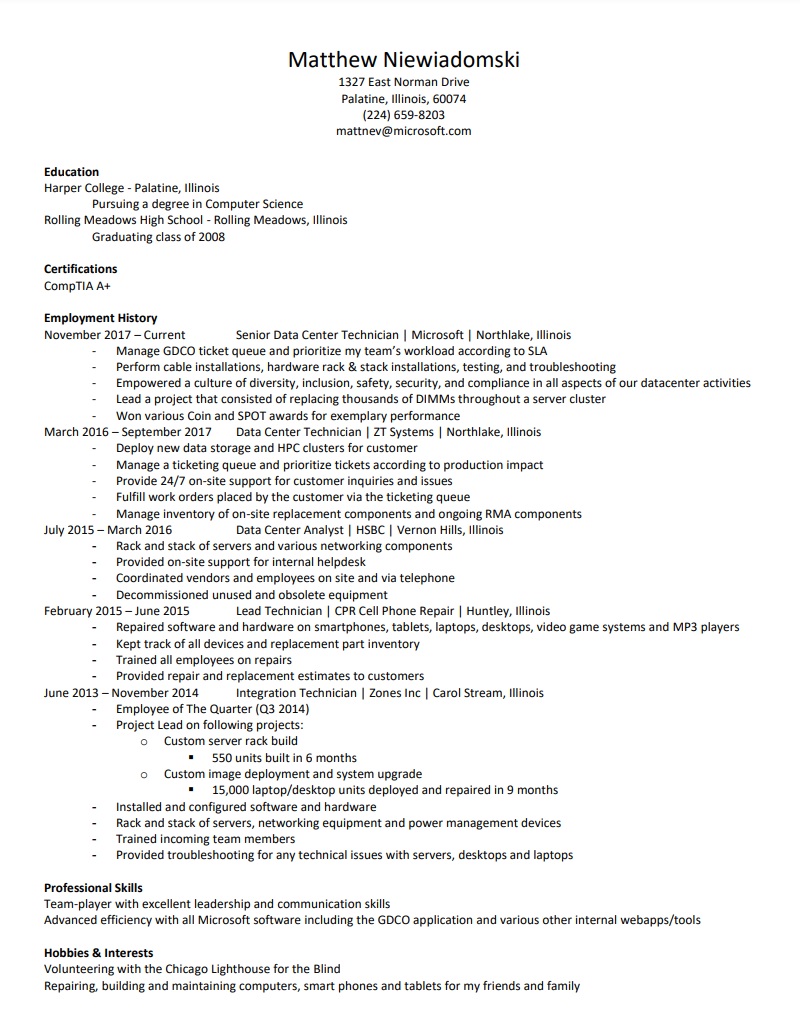 Matthew Niewiadomski
1327 East Norman Drive
Palatine, Illinois, 60074
(224) 659-8203
mattnev@microsoft.com
Education
Harper College - Palatine, Illinois
Pursuing a degree in Computer Science
Rolling Meadows High School - Rolling Meadows, Illinois
Graduating class of 2008
Certifications
CompTIA A+
Employment History
November 2017 – Current Senior Data Center Technician | Microsoft | Northlake, Illinois
- Manage GDCO ticket queue and prioritize my team's workload according to SLA
- Perform cable installations, hardware rack & stack installations, testing, and troubleshooting
- Empowered a culture of diversity, inclusion, safety, security, and compliance in all aspects of our datacenter activities
- Lead a project that consisted of replacing thousands of DIMMs throughout a server cluster
- Won various Coin and SPOT awards for exemplary performance
March 2016 – September 2017 Data Center Technician | ZT Systems | Northlake, Illinois
- Deploy new data storage and HPC clusters for customer
- Manage a ticketing queue and prioritize tickets according to production impact
- Provide 24/7 on-site support for customer inquiries and issues
- Fulfill work orders placed by the customer via the ticketing queue
- Manage inventory of on-site replacement components and ongoing RMA components
July 2015 – March 2016 Data Center Analyst | HSBC | Vernon Hills, Illinois
- Rack and stack of servers and various networking components
- Provided on-site support for internal helpdesk
- Coordinated vendors and employees on site and via telephone
- Decommissioned unused and obsolete equipment
February 2015 – June 2015 Lead Technician | CPR Cell Phone Repair | Huntley, Illinois
- Repaired software and hardware on smartphones, tablets, laptops, desktops, video game systems and MP3 players
- Kept track of all devices and replacement part inventory
- Trained all employees on repairs
- Provided repair and replacement estimates to customers
June 2013 – November 2014 Integration Technician | Zones Inc | Carol Stream, Illinois
- Employee of The Quarter (Q3 2014)
- Project Lead on following projects:
o Custom server rack build
▪ 550 units built in 6 months
o Custom image deployment and system upgrade
▪ 15,000 laptop/desktop units deployed and repaired in 9 months
- Installed and configured software and hardware
- Rack and stack of servers, networking equipment and power management devices
- Trained incoming team members
- Provided troubleshooting for any technical issues with servers, desktops and laptops
Professional Skills
Team-player with excellent leadership and communication skills
Advanced efficiency with all Microsoft software including the GDCO application and various other internal webapps/tools
Hobbies & Interests
Volunteering with the Chicago Lighthouse for the Blind
Repairing, building and maintaining computers, smart phones and tablets for my friends and family